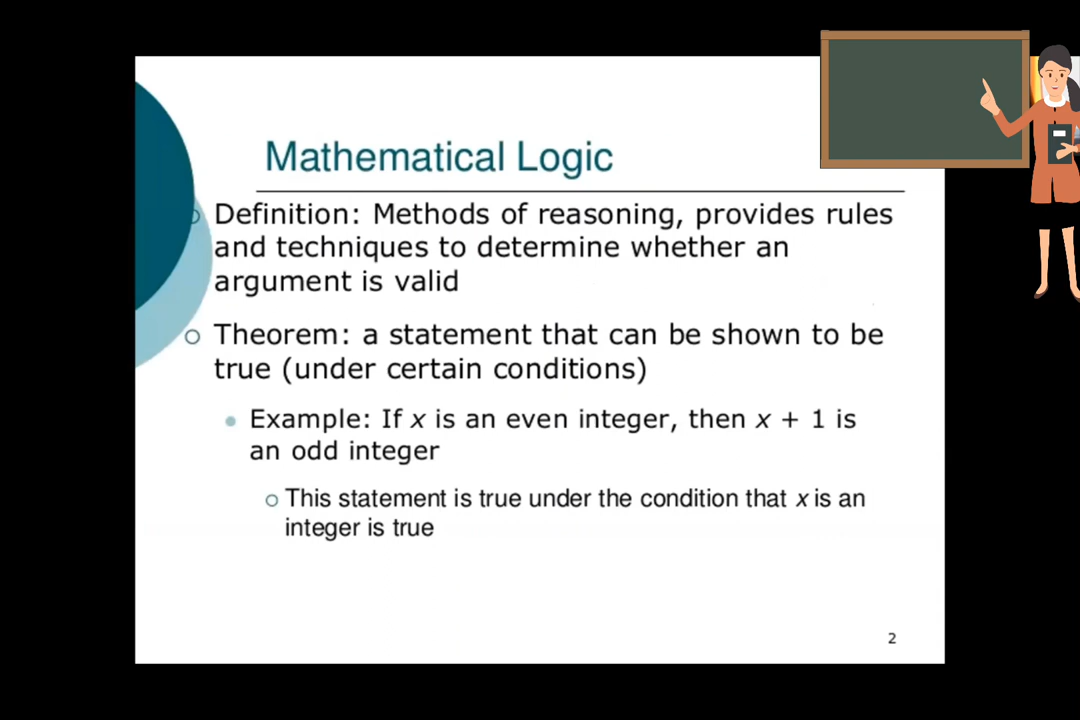 Mathematical Logic
Definition: Methods of reasoning, provides rules
and techniques to determine whether an
argument is valid
Theorem: a statement that can be shown to be
true (under certain conditions)
Example: If x is an even integer, then x + 1 is
an odd integer
This statement is true under the condition that x is an
integer is true
2